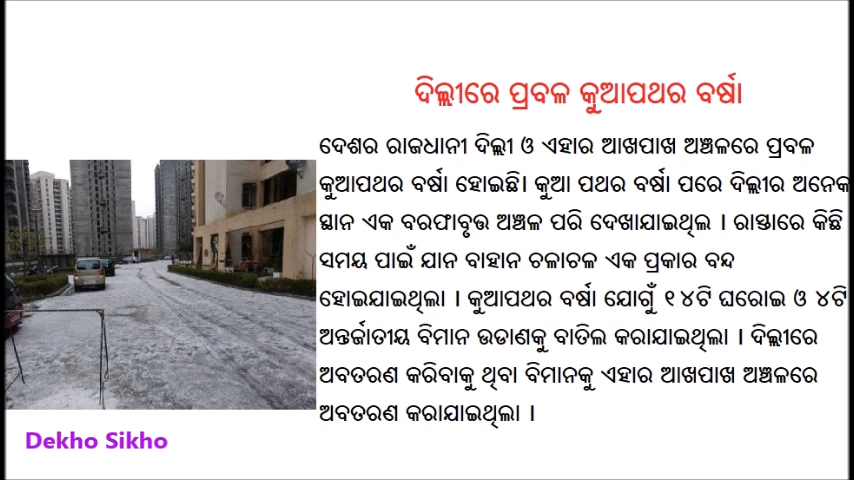 ଦିଲ୍ଲୀରେ ପ୍ରବଳ କୁଆପଥର ବର୍ଷା
ଦେଶର ରାଜଧାନୀ ଦିଲ୍ଲୀ ଓ ଏହାର ଆଖପାଖ ଅଞ୍ଚଳରେ ପ୍ରବଳ
କୁଆପଥର ବର୍ଷା ହୋଇଛି। କୁଆ ପଥର ବର୍ଷା ପରେ ଦିଲ୍ଲୀର ଅନେକ
ସ୍ଥାନ ଏକ ବରଫାବୃତ୍ତ ଅଞ୍ଚଳ ପରି ଦେଖାଯାଇଥିଲ । ରାସ୍ତାରେ କିଛି
ସମୟ ପାଇଁ ଯାନ ବାହାନ ଚଳାଚଳ ଏକ ପ୍ରକାର ବନ୍ଦ
ହୋଇଯାଇଥିଲା । କୁଆପଥର ବର୍ଷା ଯୋଗୁଁ ୧୪ଟି ଘରୋଇ ଓ ୪ଟି
ଅନ୍ତର୍ଜାତୀୟ ବିମାନ ଉଡାଣକୁ ବାତିଲ କରାଯାଇଥିଲା । ଦିଲ୍ଲୀରେ
ଅବତରଣ କରିବାକୁ ଥିବା ବିମାନକୁ ଏହାର ଆଖପାଖ ଅଞ୍ଚଳରେ
ଅବତରଣ କରାଯାଇଥିଲା ।
Dekho Sikho